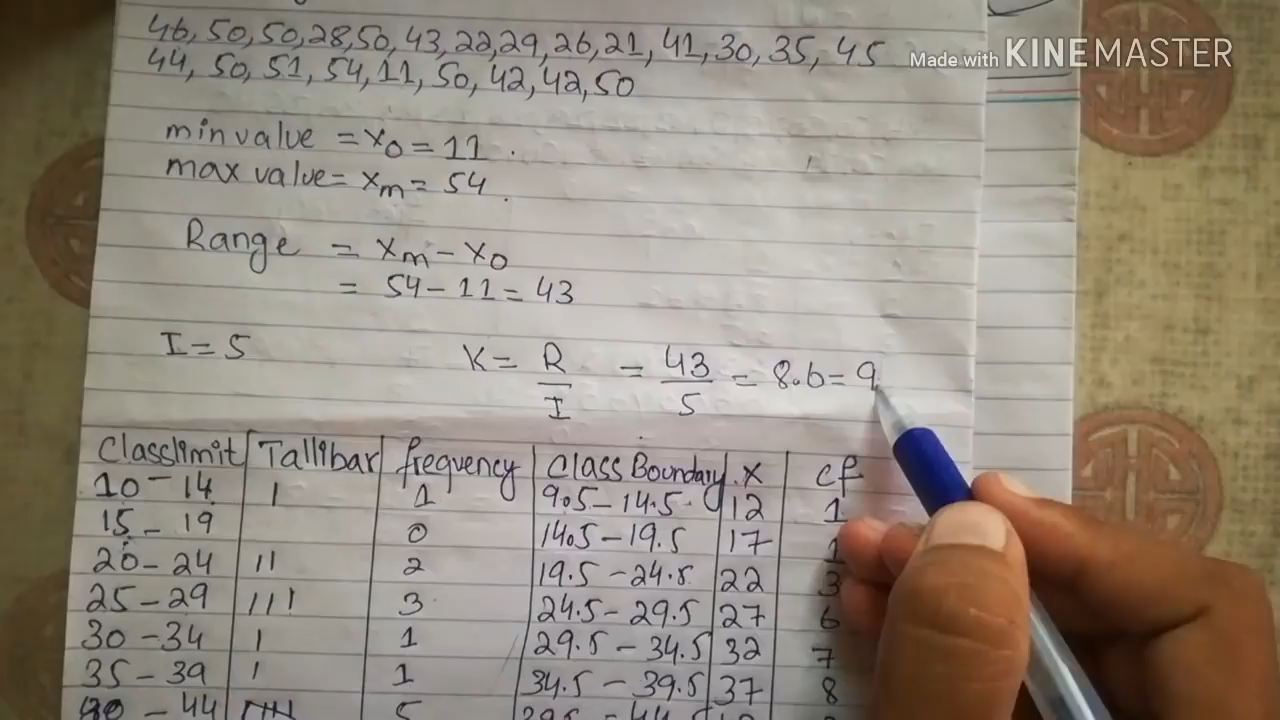 46, 50, 50, 28, 50, 43, 22, 29, 26, 21, 41, 30, 35, 45
44, 50, 51, 54, 11, 50, 42, 42, 50
Made with KINEMASTER
min value = x0 = 11.
max value = xm = 54.
Range = xm - x0
= 54 - 11 = 43
I = 5 K = R/I = 43/5 = 8.6 = 9
Classlimit Tallibar frequency Class Boundary x cf
10 - 14 | 1 9.5 - 14.5 12 1
15 - 19 0 14.5 - 19.5 17 1
20 - 24 || 2 19.5 - 24.5 22 3
25 - 29 ||| 3 24.5 - 29.5 27 6
30 - 34 | 1 29.5 - 34.5 32 7
35 - 39 | 1 34.5 - 39.5 37 8
- 44 5